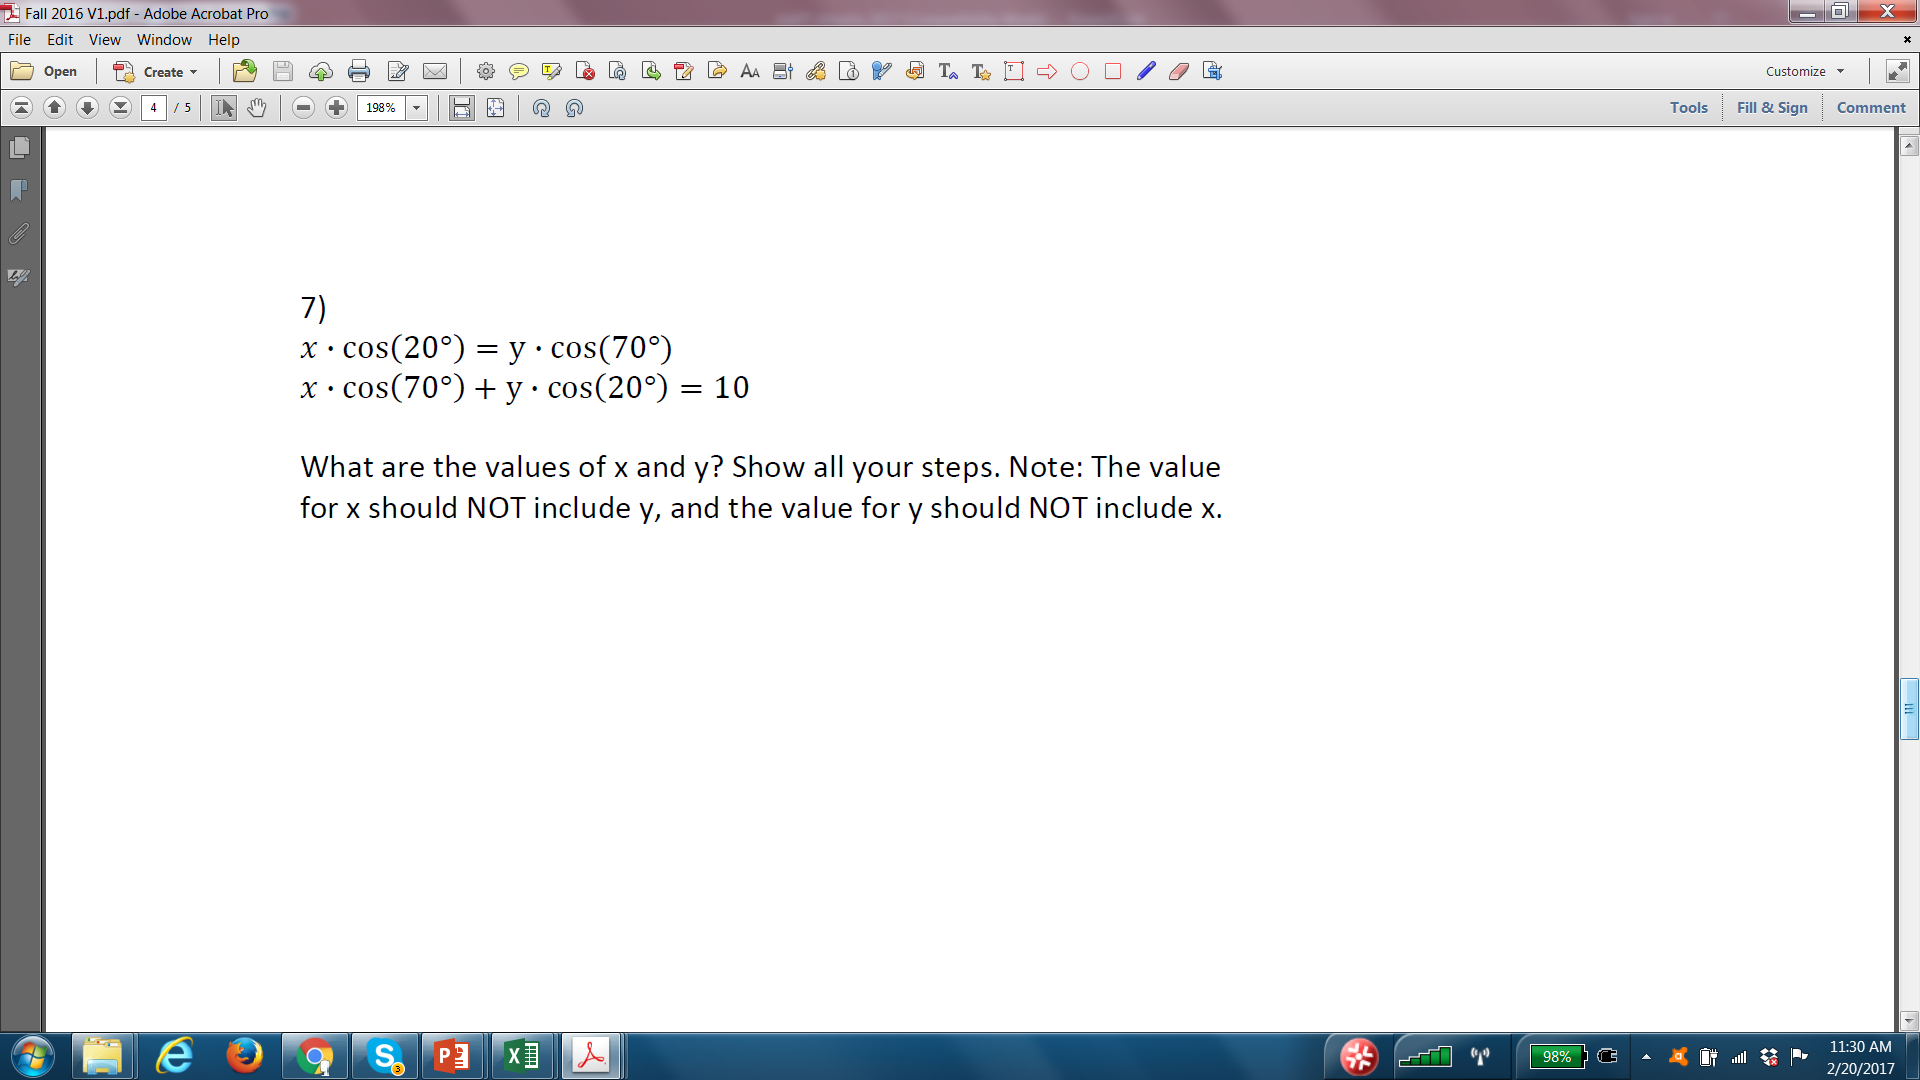 Fall 2016 V1.pdf - Adobe Acrobat Pro
File Edit View Window Help
Open Create Customize
4 / 5 198% Tools Fill & Sign Comment
7)
x · cos(20°) = y · cos(70°)
x · cos(70°) + y · cos(20°) = 10
What are the values of x and y? Show all your steps. Note: The value
for x should NOT include y, and the value for y should NOT include x.
98% 11:30 AM
2/20/2017